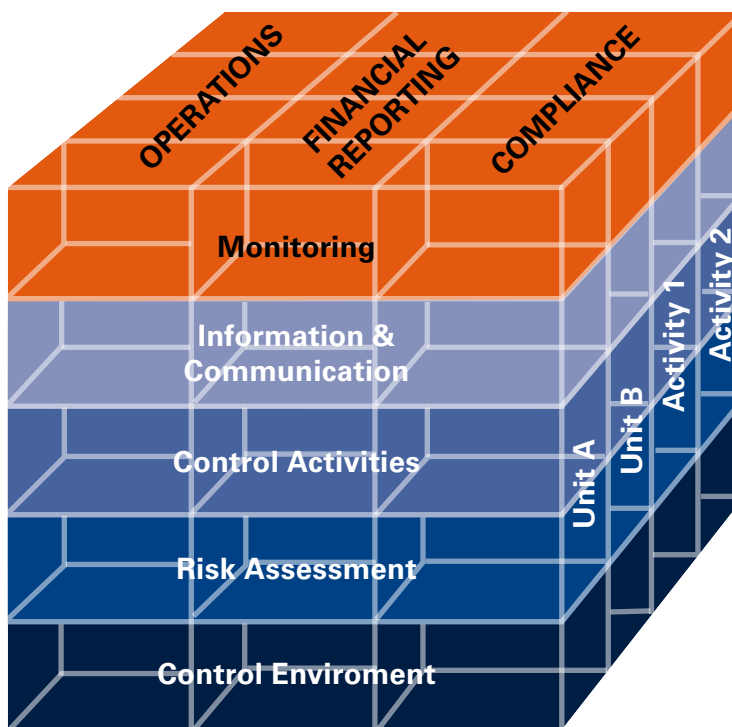 OPERATIONS
FINANCIAL
REPORTING
COMPLIANCE
Monitoring
Information &
Communication
Control Activities
Risk Assessment
Control Enviroment
Unit A
Unit B
Activity 1
Activity 2